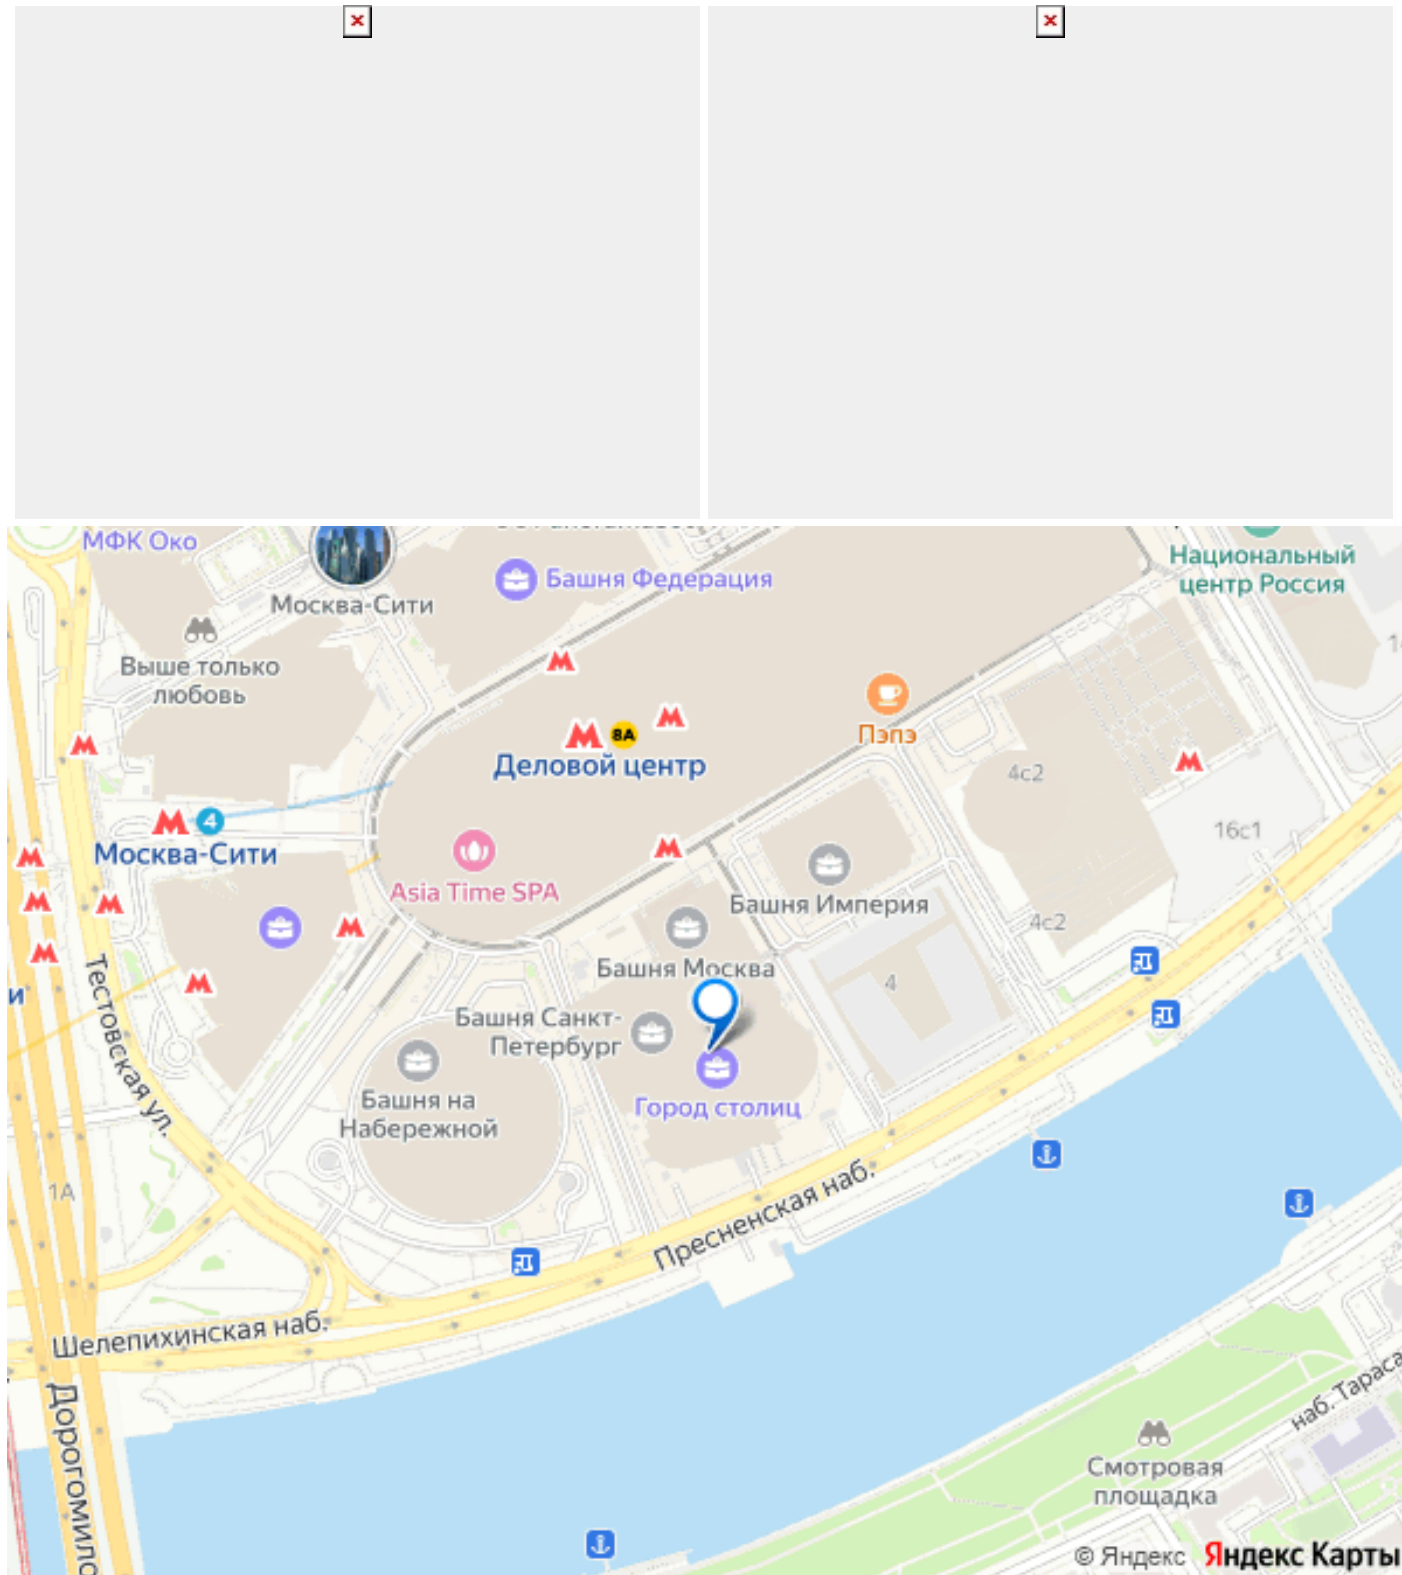 МФК Око
Башня Федерация
Национальный
центр Россия
Москва-Сити
Выше только
любовь
Пэпэ
8А
Деловой центр
4с2
4
Москва-Сити
16с1
Asia Time SPA
Башня Империя
4с2
Башня Москва
4
и
Тестовская ул.
Башня Санкт-
Петербург
Башня на
Набережной
Город столиц
1А
Пресненская наб.
Шелепихинская наб.
Дорогомило
наб. Тараса
Смотровая
площадка
© Яндекс Яндекс Карты